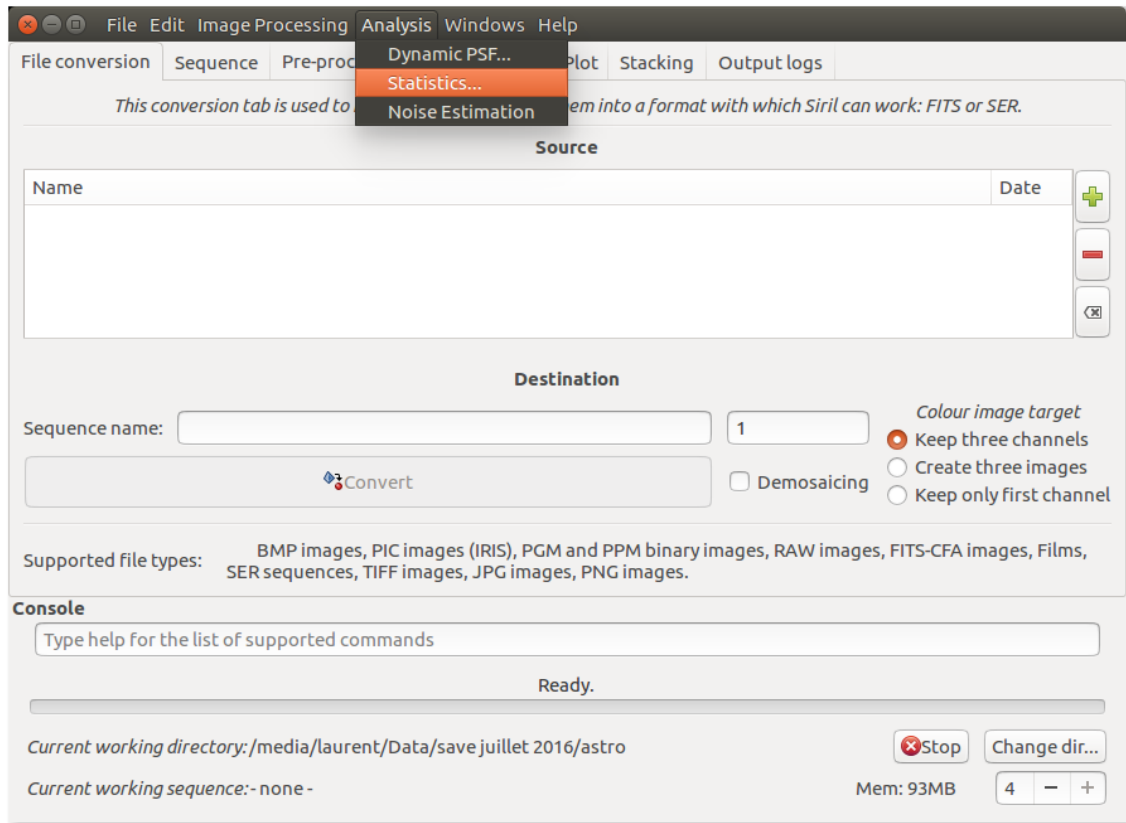 File Edit Image Processing Analysis Windows Help
Dynamic PSF...
Statistics...
Noise Estimation
File conversion Sequence Pre-proc Plot Stacking Output logs
This conversion tab is used to em into a format with which Siril can work: FITS or SER.
Source
Name Date
Destination
Colour image target
Sequence name: 1
Keep three channels
Create three images
Convert Demosaicing
Keep only first channel
Supported file types: BMP images, PIC images (IRIS), PGM and PPM binary images, RAW images, FITS-CFA images, Films,
SER sequences, TIFF images, JPG images, PNG images.
Console
Type help for the list of supported commands
Ready.
Current working directory:/media/laurent/Data/save juillet 2016/astro Stop Change dir...
Current working sequence:- none - Mem: 93MB 4 − +